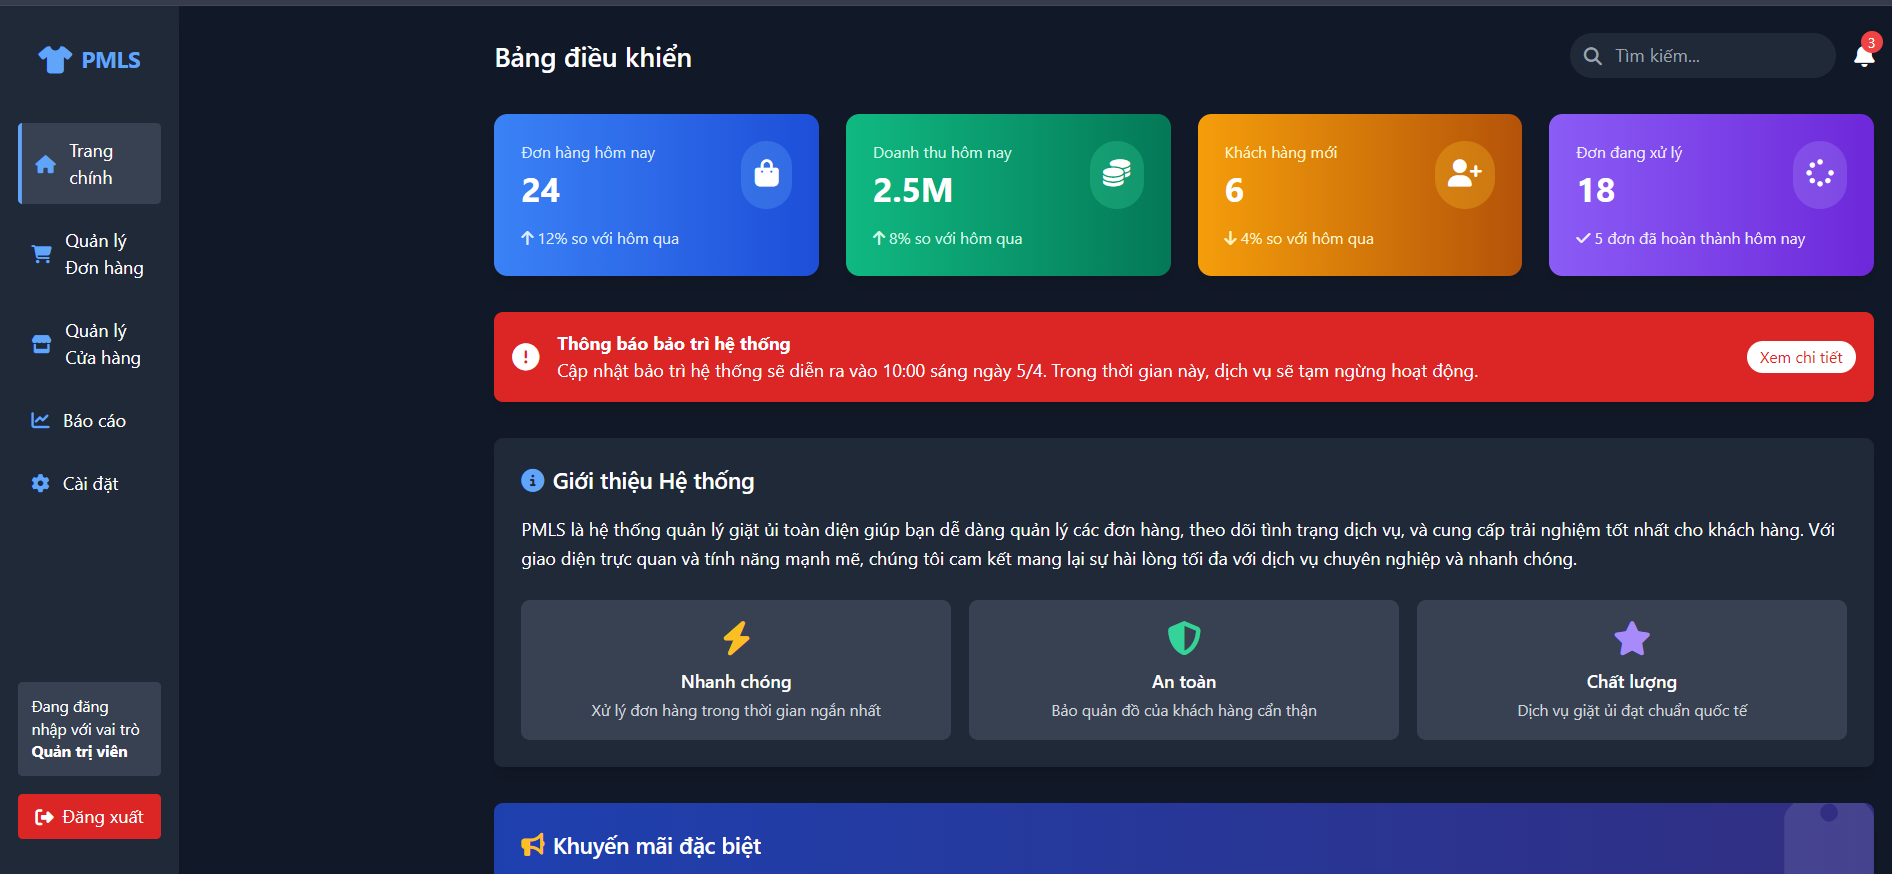 PMLS
Trang
chính
Quản lý
Đơn hàng
Quản lý
Cửa hàng
Báo cáo
Cài đặt
Đang đăng
nhập với vai trò
Quản trị viên
Đăng xuất
Bảng điều khiển
Tìm kiếm...
3
Đơn hàng hôm nay
24
12% so với hôm qua
Doanh thu hôm nay
2.5M
8% so với hôm qua
Khách hàng mới
6
4% so với hôm qua
Đơn đang xử lý
18
5 đơn đã hoàn thành hôm nay
Thông báo bảo trì hệ thống
Cập nhật bảo trì hệ thống sẽ diễn ra vào 10:00 sáng ngày 5/4. Trong thời gian này, dịch vụ sẽ tạm ngừng hoạt động.
Xem chi tiết
Giới thiệu Hệ thống
PMLS là hệ thống quản lý giặt ủi toàn diện giúp bạn dễ dàng quản lý các đơn hàng, theo dõi tình trạng dịch vụ, và cung cấp trải nghiệm tốt nhất cho khách hàng. Với
giao diện trực quan và tính năng mạnh mẽ, chúng tôi cam kết mang lại sự hài lòng tối đa với dịch vụ chuyên nghiệp và nhanh chóng.
Nhanh chóng
Xử lý đơn hàng trong thời gian ngắn nhất
An toàn
Bảo quản đồ của khách hàng cẩn thận
Chất lượng
Dịch vụ giặt ủi đạt chuẩn quốc tế
Khuyến mãi đặc biệt